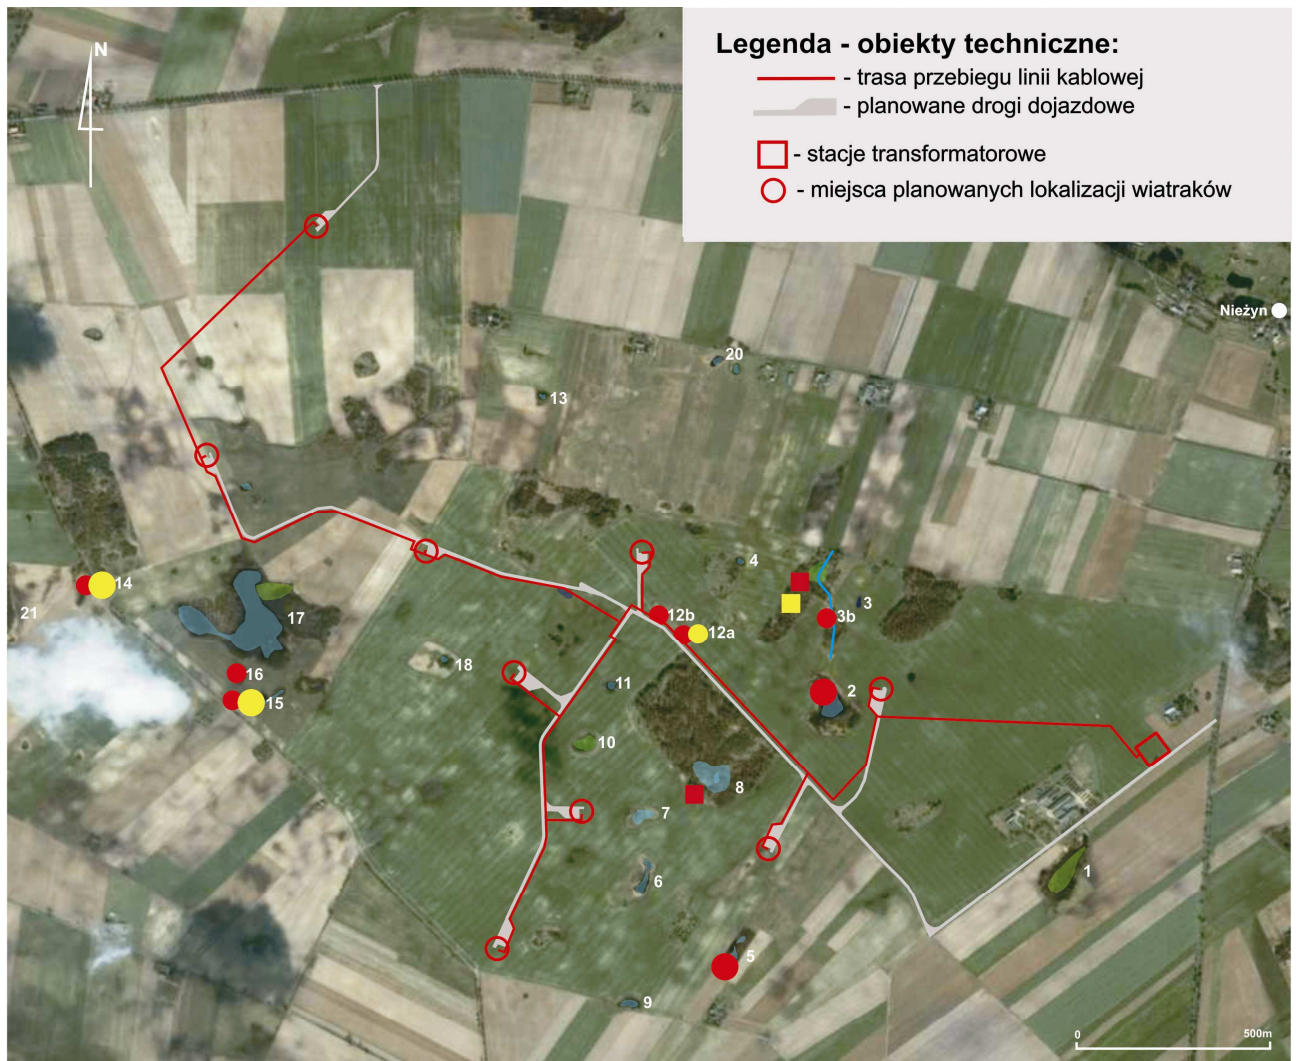 N
Legenda - obiekty techniczne:
- trasa przebiegu linii kablowej
- planowane drogi dojazdowe
- stacje transformatorowe
- miejsca planowanych lokalizacji wiatraków
Nieżyn
20
13
4
14
3
21
17
12b
3b
12a
18
16
11
2
15
10
8
7
1
6
5
9
0
500m